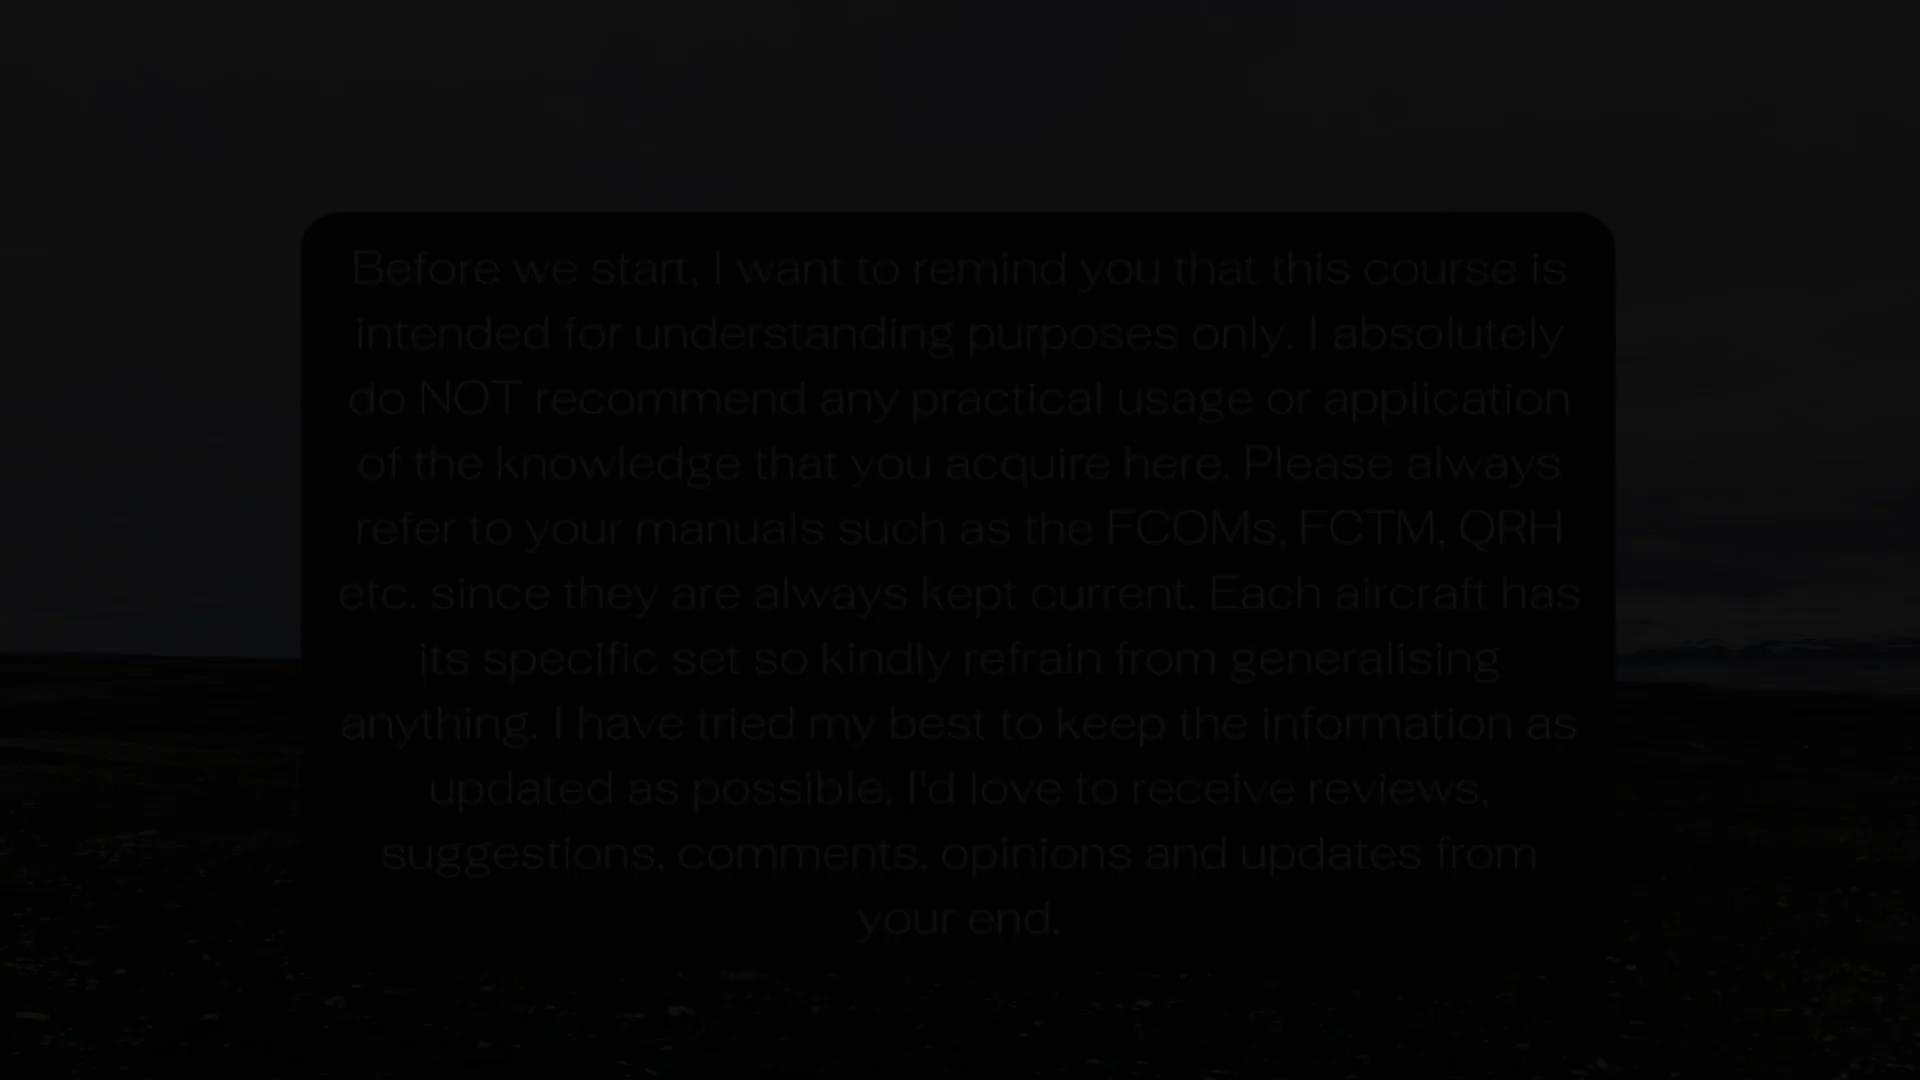 Before we start, I want to remind you that this course is
intended for understanding purposes only. I absolutely
do NOT recommend any practical usage or application
of the knowledge that you acquire here. Please always
refer to your manuals such as the FCOMs, FCTM, QRH
etc. since they are always kept current. Each aircraft has
its specific set so kindly refrain from generalising
anything. I have tried my best to keep the information as
updated as possible. I'd love to receive reviews,
suggestions, comments, opinions and updates from
your end.